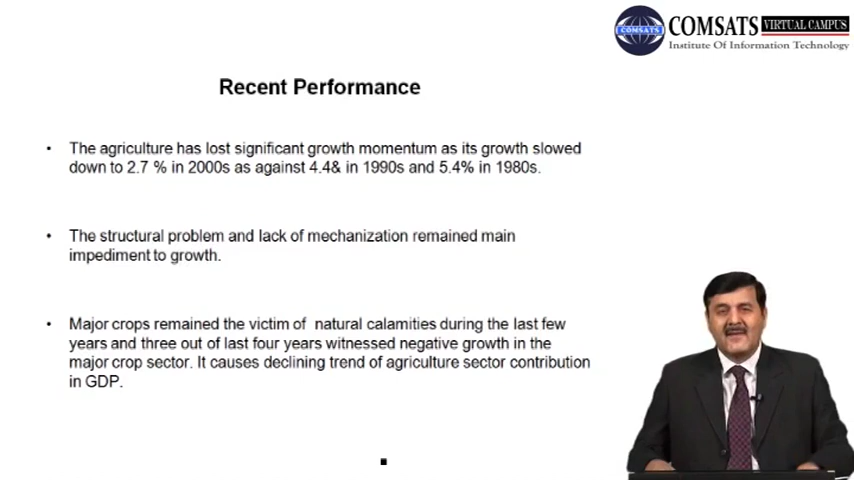 COMSATS
COMSATS VIRTUAL CAMPUS
Institute Of Information Technology
Recent Performance
• The agriculture has lost significant growth momentum as its growth slowed
down to 2.7 % in 2000s as against 4.4& in 1990s and 5.4% in 1980s.
• The structural problem and lack of mechanization remained main
impediment to growth.
• Major crops remained the victim of natural calamities during the last few
years and three out of last four years witnessed negative growth in the
major crop sector. It causes declining trend of agriculture sector contribution
in GDP.